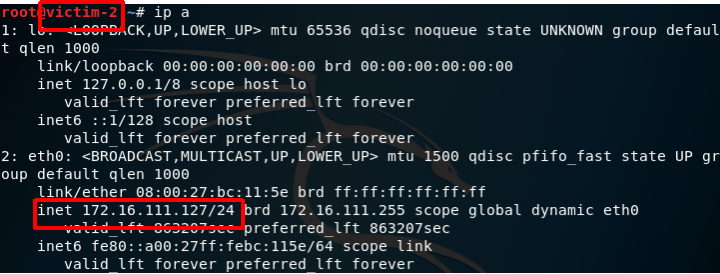 root@victim-2:~# ip a
1: lo: <LOOPBACK,UP,LOWER_UP> mtu 65536 qdisc noqueue state UNKNOWN group defaul
t qlen 1000
    link/loopback 00:00:00:00:00:00 brd 00:00:00:00:00:00
    inet 127.0.0.1/8 scope host lo
       valid_lft forever preferred_lft forever
    inet6 ::1/128 scope host
       valid_lft forever preferred_lft forever
2: eth0: <BROADCAST,MULTICAST,UP,LOWER_UP> mtu 1500 qdisc pfifo_fast state UP gr
oup default qlen 1000
    link/ether 08:00:27:bc:11:5e brd ff:ff:ff:ff:ff:ff
    inet 172.16.111.127/24 brd 172.16.111.255 scope global dynamic eth0
       valid_lft 863207sec preferred_lft 863207sec
    inet6 fe80::a00:27ff:febc:115e/64 scope link
       valid_lft forever preferred_lft forever